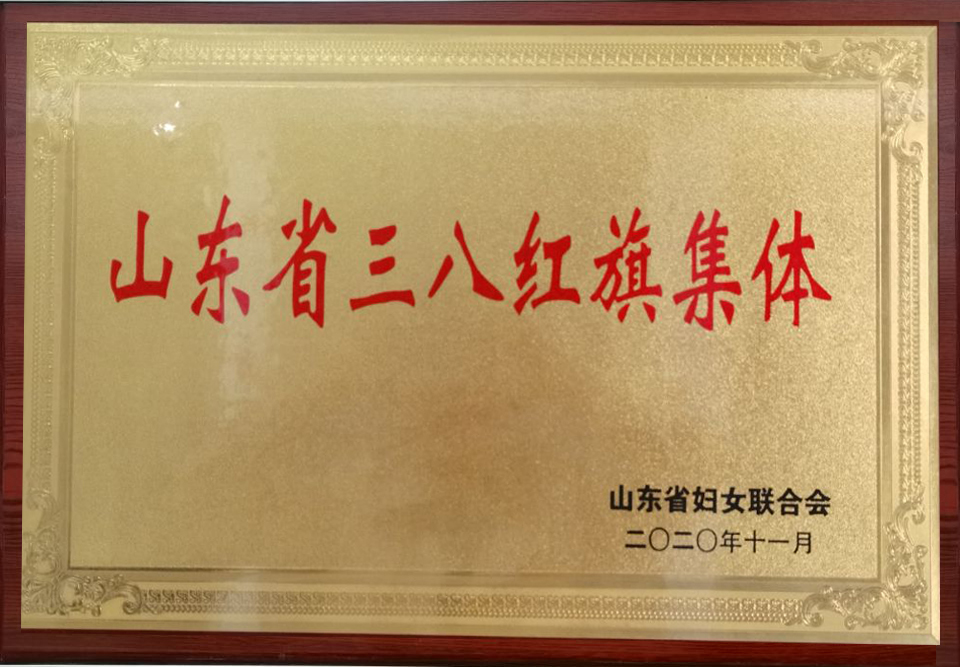 山东省三八红旗集体
山东省妇女联合会
二〇二〇年十一月